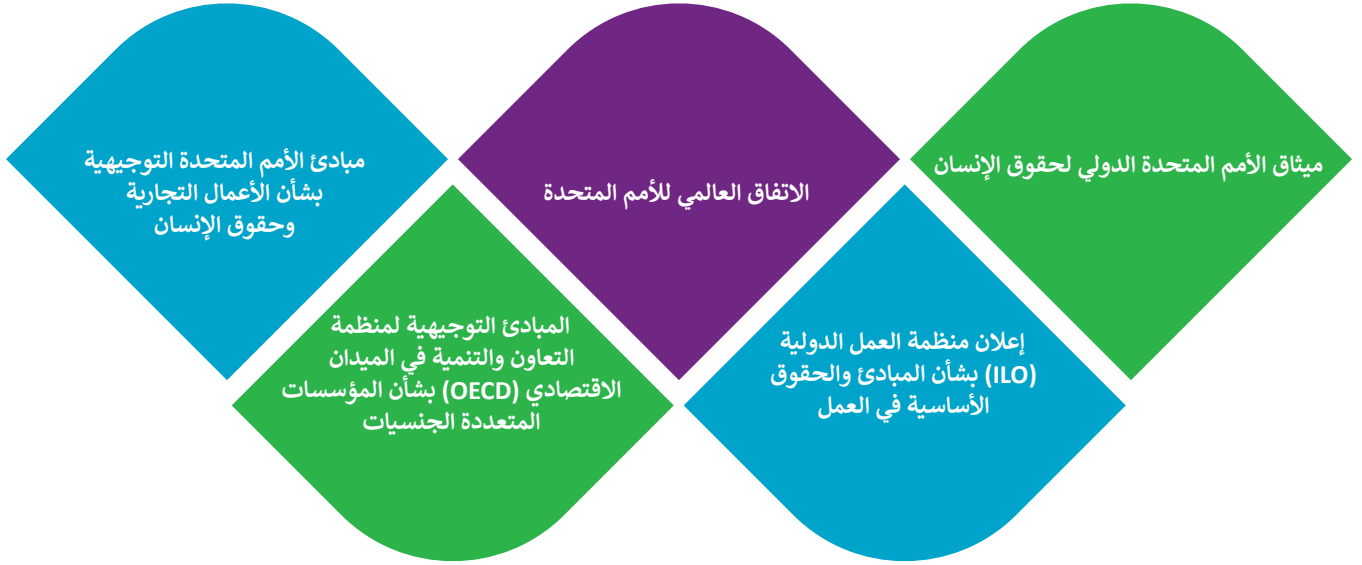 ميثاق الأمم المتحدة الدولي لحقوق الإنسان
إعلان منظمة العمل الدولية
(ILO) بشأن المبادئ والحقوق
الأساسية في العمل
الاتفاق العالمي للأمم المتحدة
المبادئ التوجيهية لمنظمة
التعاون والتنمية في الميدان
الاقتصادي (OECD) بشأن المؤسسات
المتعددة الجنسيات
مبادئ الأمم المتحدة التوجيهية
بشأن الأعمال التجارية
وحقوق الإنسان